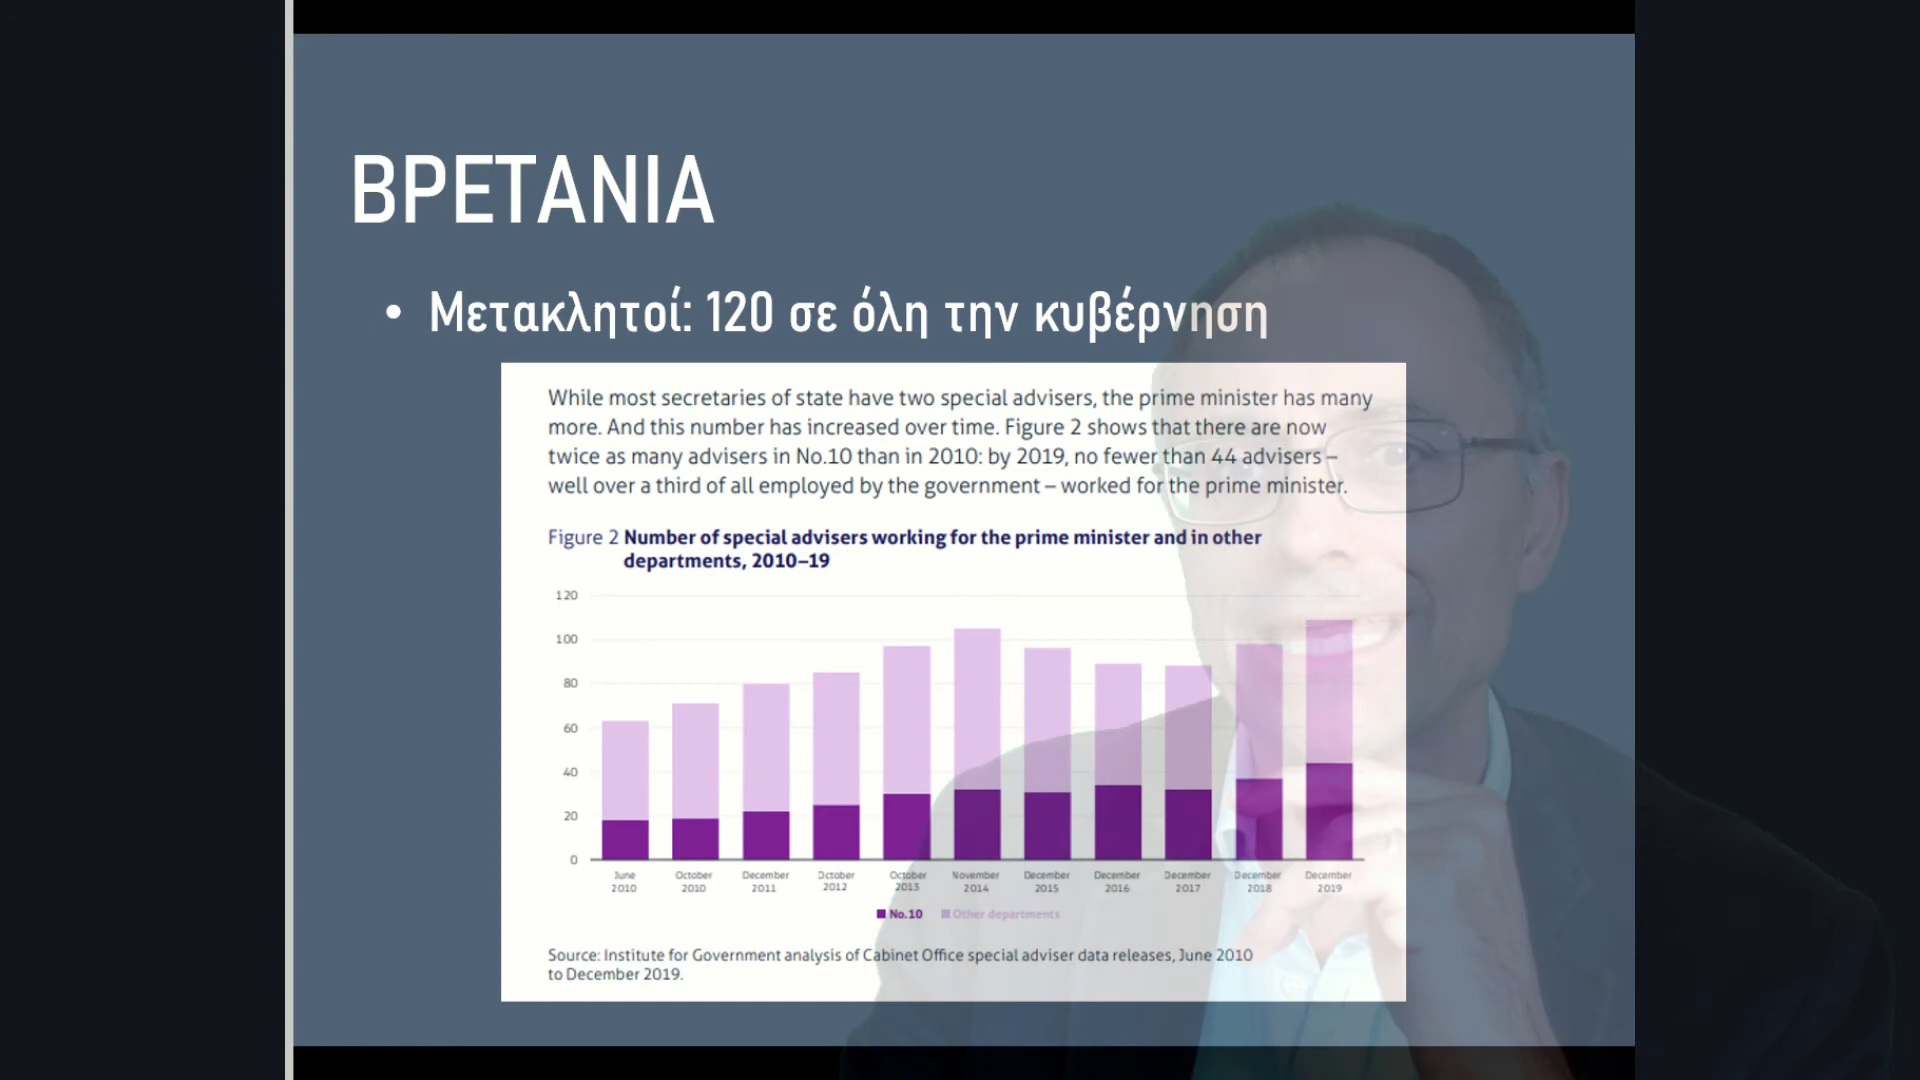 ΒΡΕΤΑΝΙΑ
• Μετακλητοί: 120 σε όλη την κυβέρνηση
While most secretaries of state have two special advisers, the prime minister has many
more. And this number has increased over time. Figure 2 shows that there are now
twice as many advisers in No.10 than in 2010: by 2019, no fewer than 44 advisers –
well over a third of all employed by the government – worked for the prime minister.
Figure 2 Number of special advisers working for the prime minister and in other
departments, 2010–19
120
100
80
60
40
20
0
June October December October October November December December December December December
2010 2010 2011 2012 2013 2014 2015 2016 2017 2018 2019
No.10 Other departments
Source: Institute for Government analysis of Cabinet Office special adviser data releases, June 2010
to December 2019.